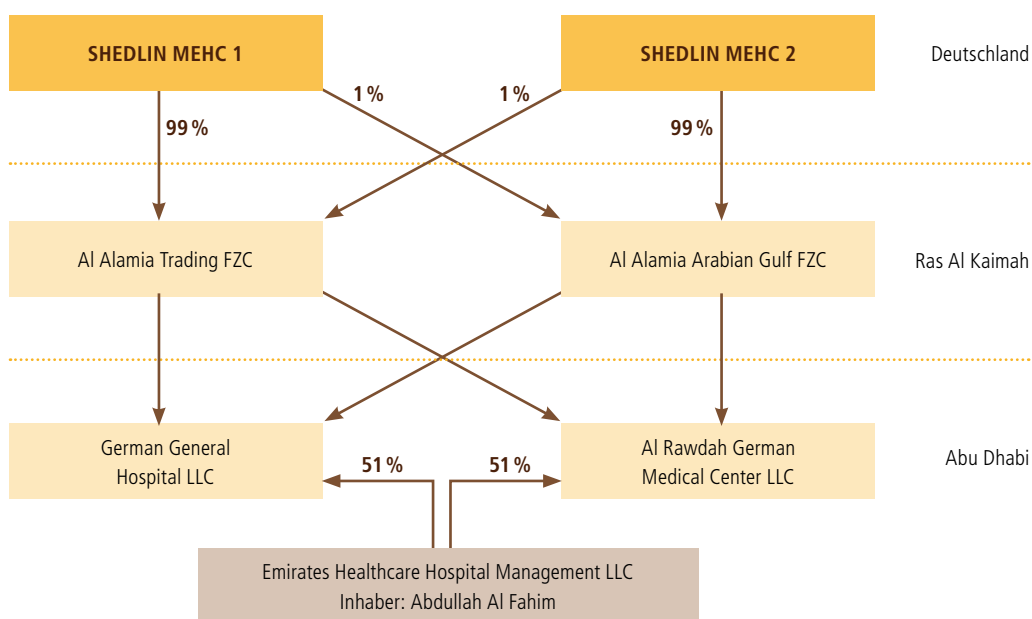 SHEDLIN MEHC 1
SHEDLIN MEHC 2
Deutschland
1 %
1 %
99 %
99 %
Al Alamia Trading FZC
Al Alamia Arabian Gulf FZC
Ras Al Kaimah
German General
Hospital LLC
Al Rawdah German
Medical Center LLC
Abu Dhabi
51 %
51 %
Emirates Healthcare Hospital Management LLC
Inhaber: Abdullah Al Fahim